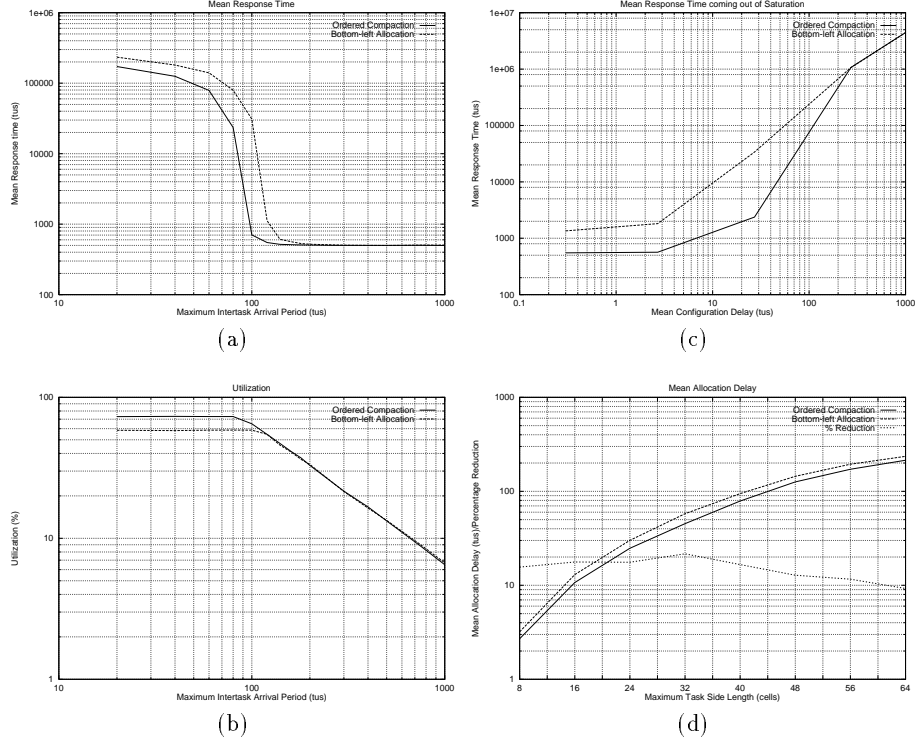 Mean Response Time
1e+06
100000
10000
1000
100
10
100
1000
Mean Response time (tus)
Maximum Intertask Arrival Period (tus)
Ordered Compaction
Bottom-left Allocation
(a)
Mean Response Time coming out of Saturation
1e+07
1e+06
100000
10000
1000
100
0.1
1
10
100
1000
Mean Response Time (tus)
Mean Configuration Delay (tus)
Ordered Compaction
Bottom-left Allocation
(c)
Utilization
100
10
1
10
100
1000
Utilization (%)
Maximum Intertask Arrival Period (tus)
Ordered Compaction
Bottom-left Allocation
(b)
Mean Allocation Delay
1000
100
10
1
8
16
24
32
40
48
56
64
Mean Allocation Delay (tus)/Percentage Reduction
Maximum Task Side Length (cells)
Ordered Compaction
Bottom-left Allocation
% Reduction
(d)